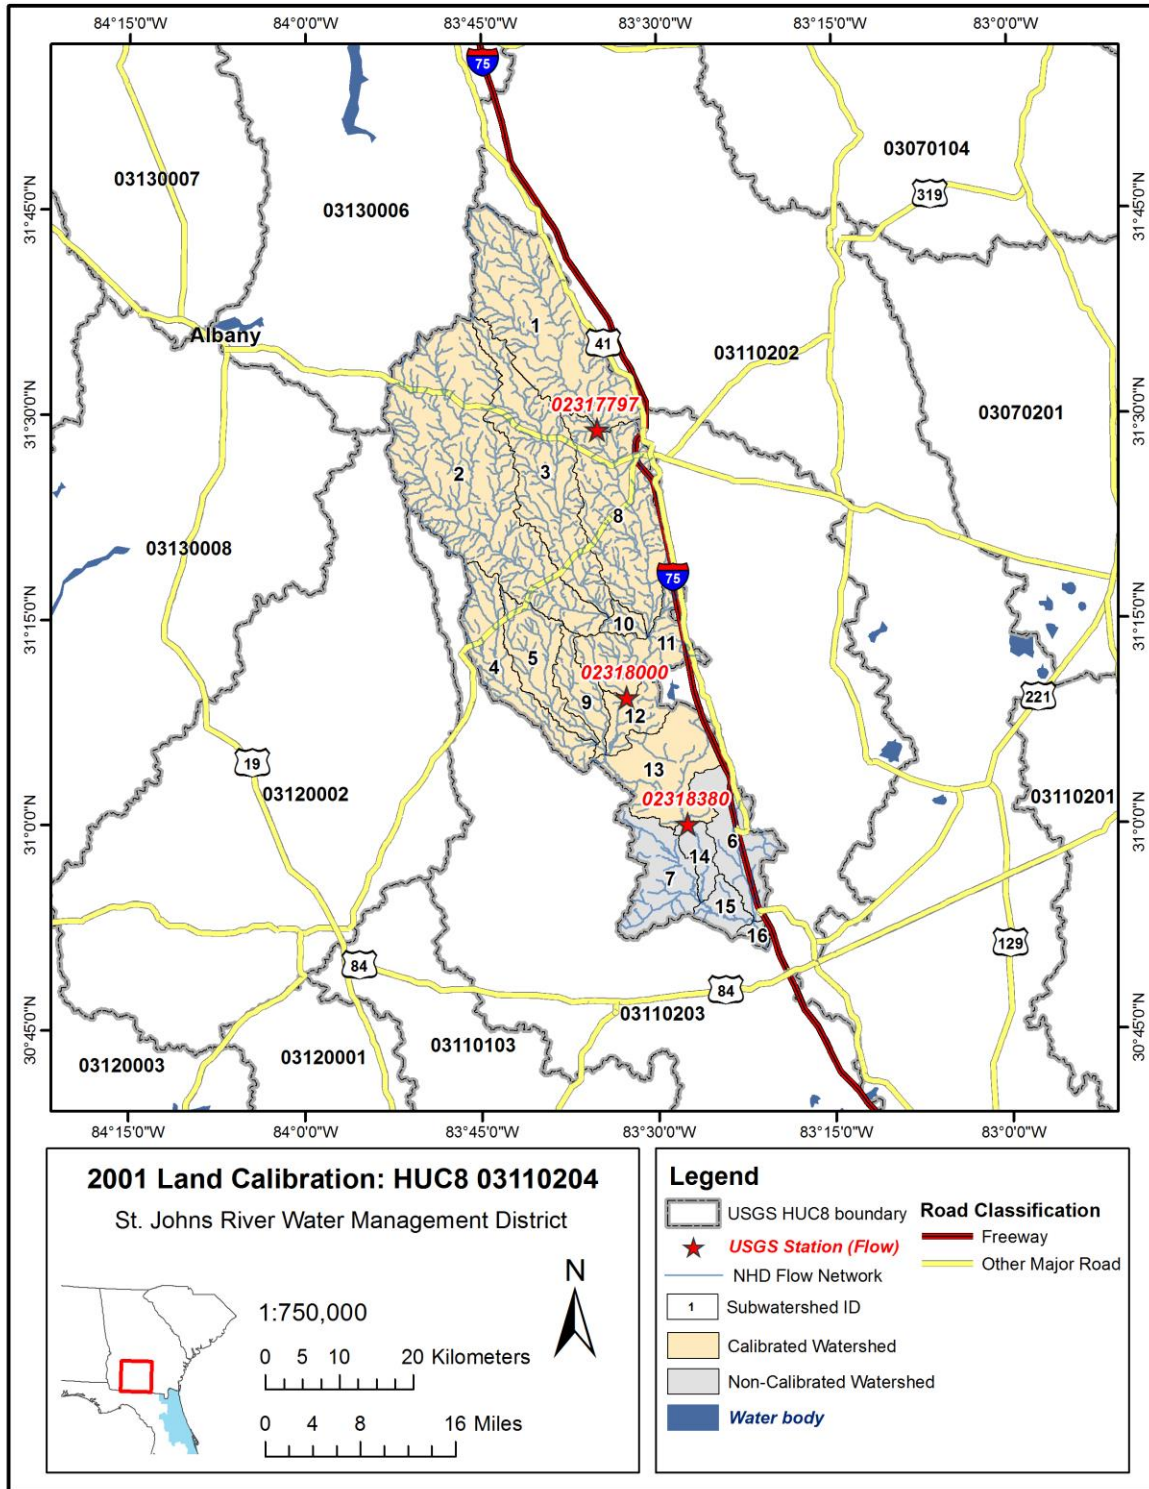 84°15'0"W 84°0'0"W 83°45'0"W 83°30'0"W 83°15'0"W 83°0'0"W
75
03070104
03130007
319
03130006
31°45'0"N 31°45'0"N
1
Albany
41
03110202
02317797
31°30'0"N 31°30'0"N
03070201
2 3
8
03130008
75
31°15'0"N 31°15'0"N
10
11
5
4
02318000
221
9
12
19
13
03120002
02318380
03110201
31°0'0"N 31°0'0"N
6
14
7
15
16
129
84
84
03110203
30°45'0"N 30°45'0"N
03110103
03120001
03120003
84°15'0"W 84°0'0"W 83°45'0"W 83°30'0"W 83°15'0"W 83°0'0"W
2001 Land Calibration: HUC8 03110204
St. Johns River Water Management District
N
1:750,000
0 5 10 20 Kilometers
0 4 8 16 Miles
Legend
USGS HUC8 boundary
USGS Station (Flow)
NHD Flow Network
1 Subwatershed ID
Calibrated Watershed
Non-Calibrated Watershed
Water body
Road Classification
Freeway
Other Major Road